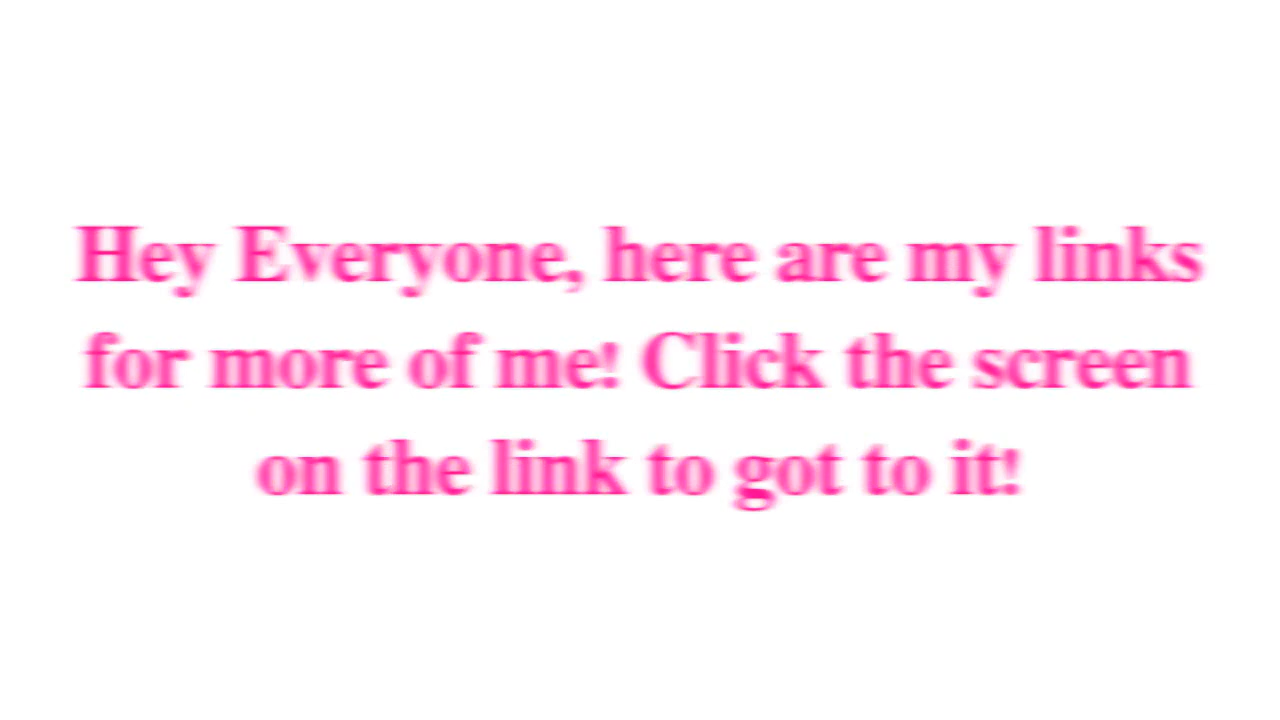 Hey Everyone, here are my links
for more of me! Click the screen
on the link to got to it!